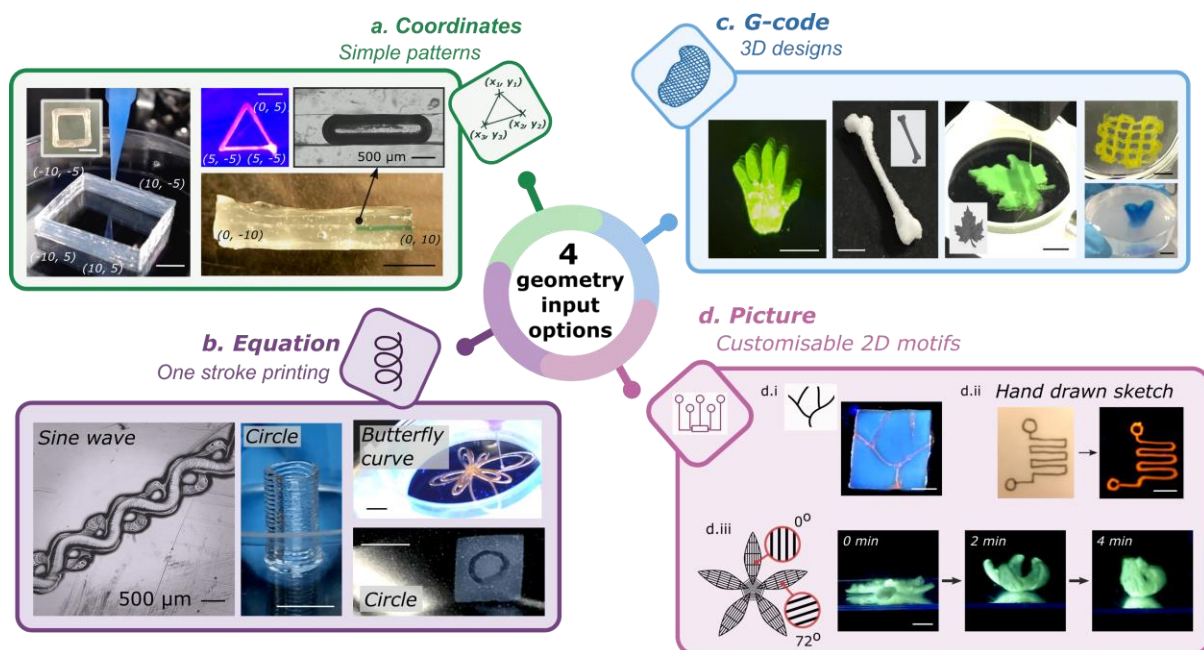 a. Coordinates
Simple patterns
(x₁, y₁)
(x₂, y₂)
(x₃, y₃)
(-10, -5)
(10, -5)
(-10, 5)
(10, 5)
(0, 5)
(5, -5)
(5, -5)
500 µm
(0, -10)
(0, 10)
c. G-code
3D designs
4
geometry
input
options
b. Equation
One stroke printing
Sine wave
500 µm
Circle
Butterfly
curve
Circle
d. Picture
Customisable 2D motifs
d.i
d.ii
Hand drawn sketch
d.iii
0⁰
72⁰
0 min
2 min
4 min